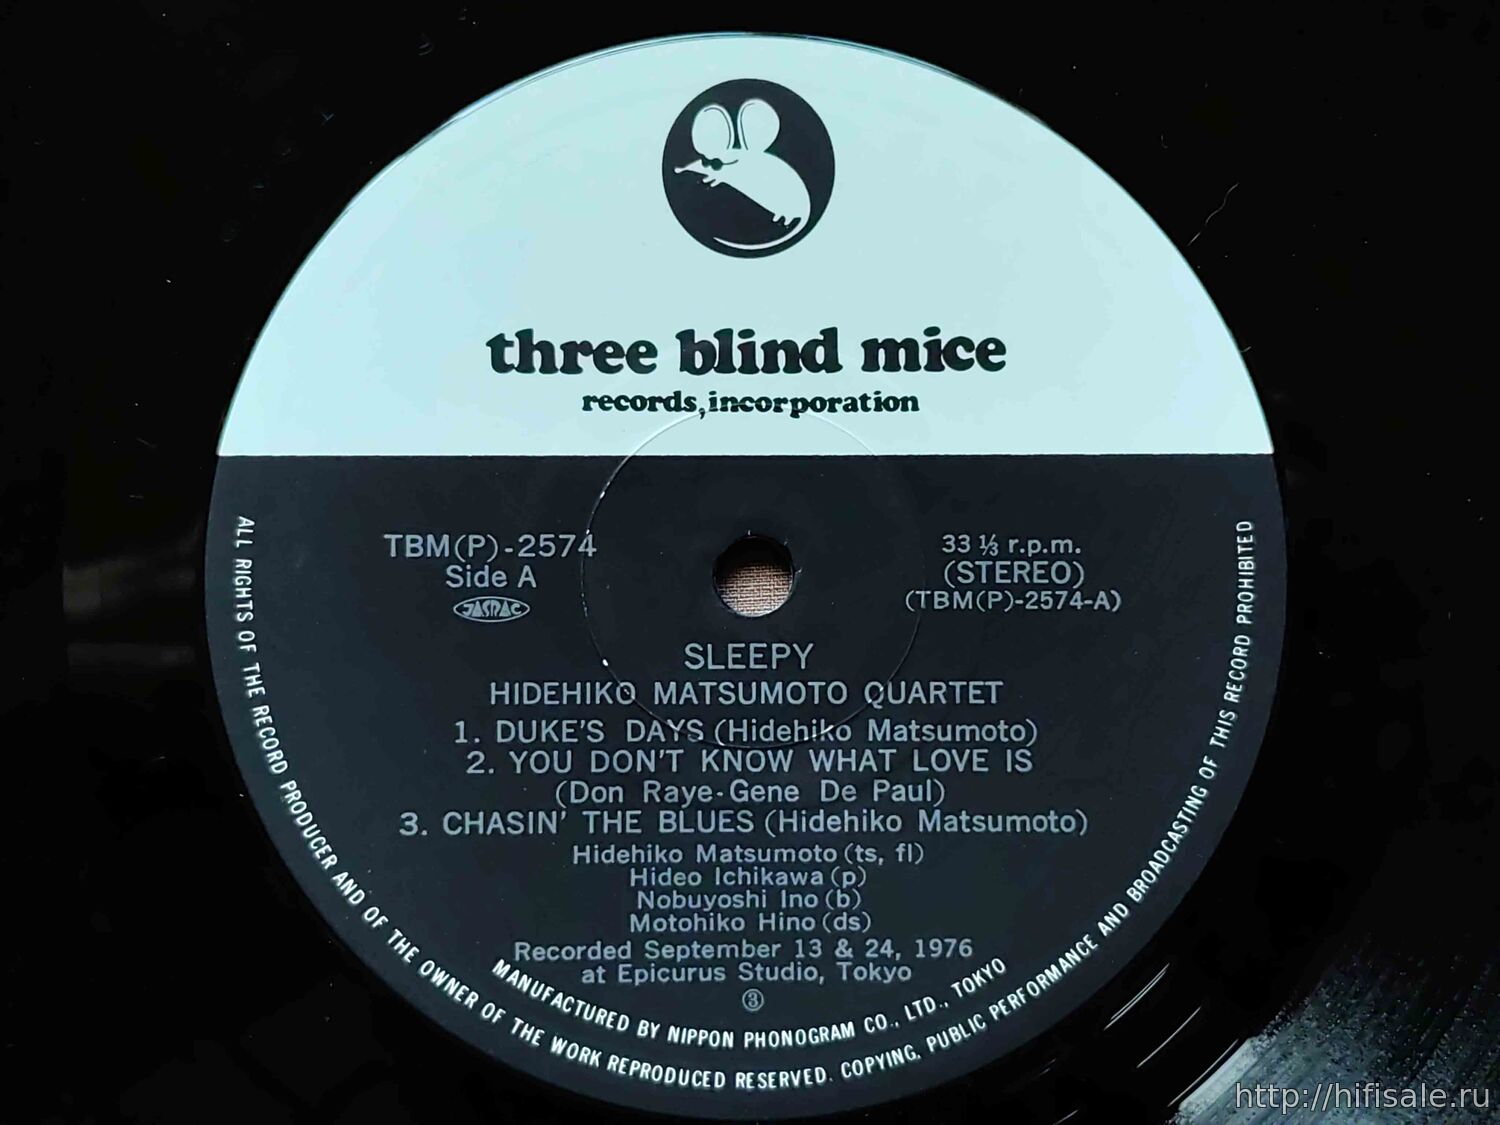 three blind mice
records, incorporation
TBM(P)-2574
Side A
JASRAC
33 ⅓ r.p.m.
(STEREO)
(TBM(P)-2574-A)
SLEEPY
HIDEHIKO MATSUMOTO QUARTET
1. DUKE'S DAYS (Hidehiko Matsumoto)
2. YOU DON'T KNOW WHAT LOVE IS
(Don Raye-Gene De Paul)
3. CHASIN' THE BLUES (Hidehiko Matsumoto)
Hidehiko Matsumoto (ts, fl)
Hideo Ichikawa (p)
Nobuyoshi Ino (b)
Motohiko Hino (ds)
Recorded September 13 & 24, 1976
at Epicurus Studio, Tokyo
③
MANUFACTURED BY NIPPON PHONOGRAM CO., LTD., TOKYO
ALL RIGHTS OF THE RECORD PRODUCER AND OF THE OWNER OF THE WORK REPRODUCED RESERVED. COPYING, PUBLIC PERFORMANCE AND BROADCASTING OF THIS RECORD PROHIBITED
http://hifisale.ru